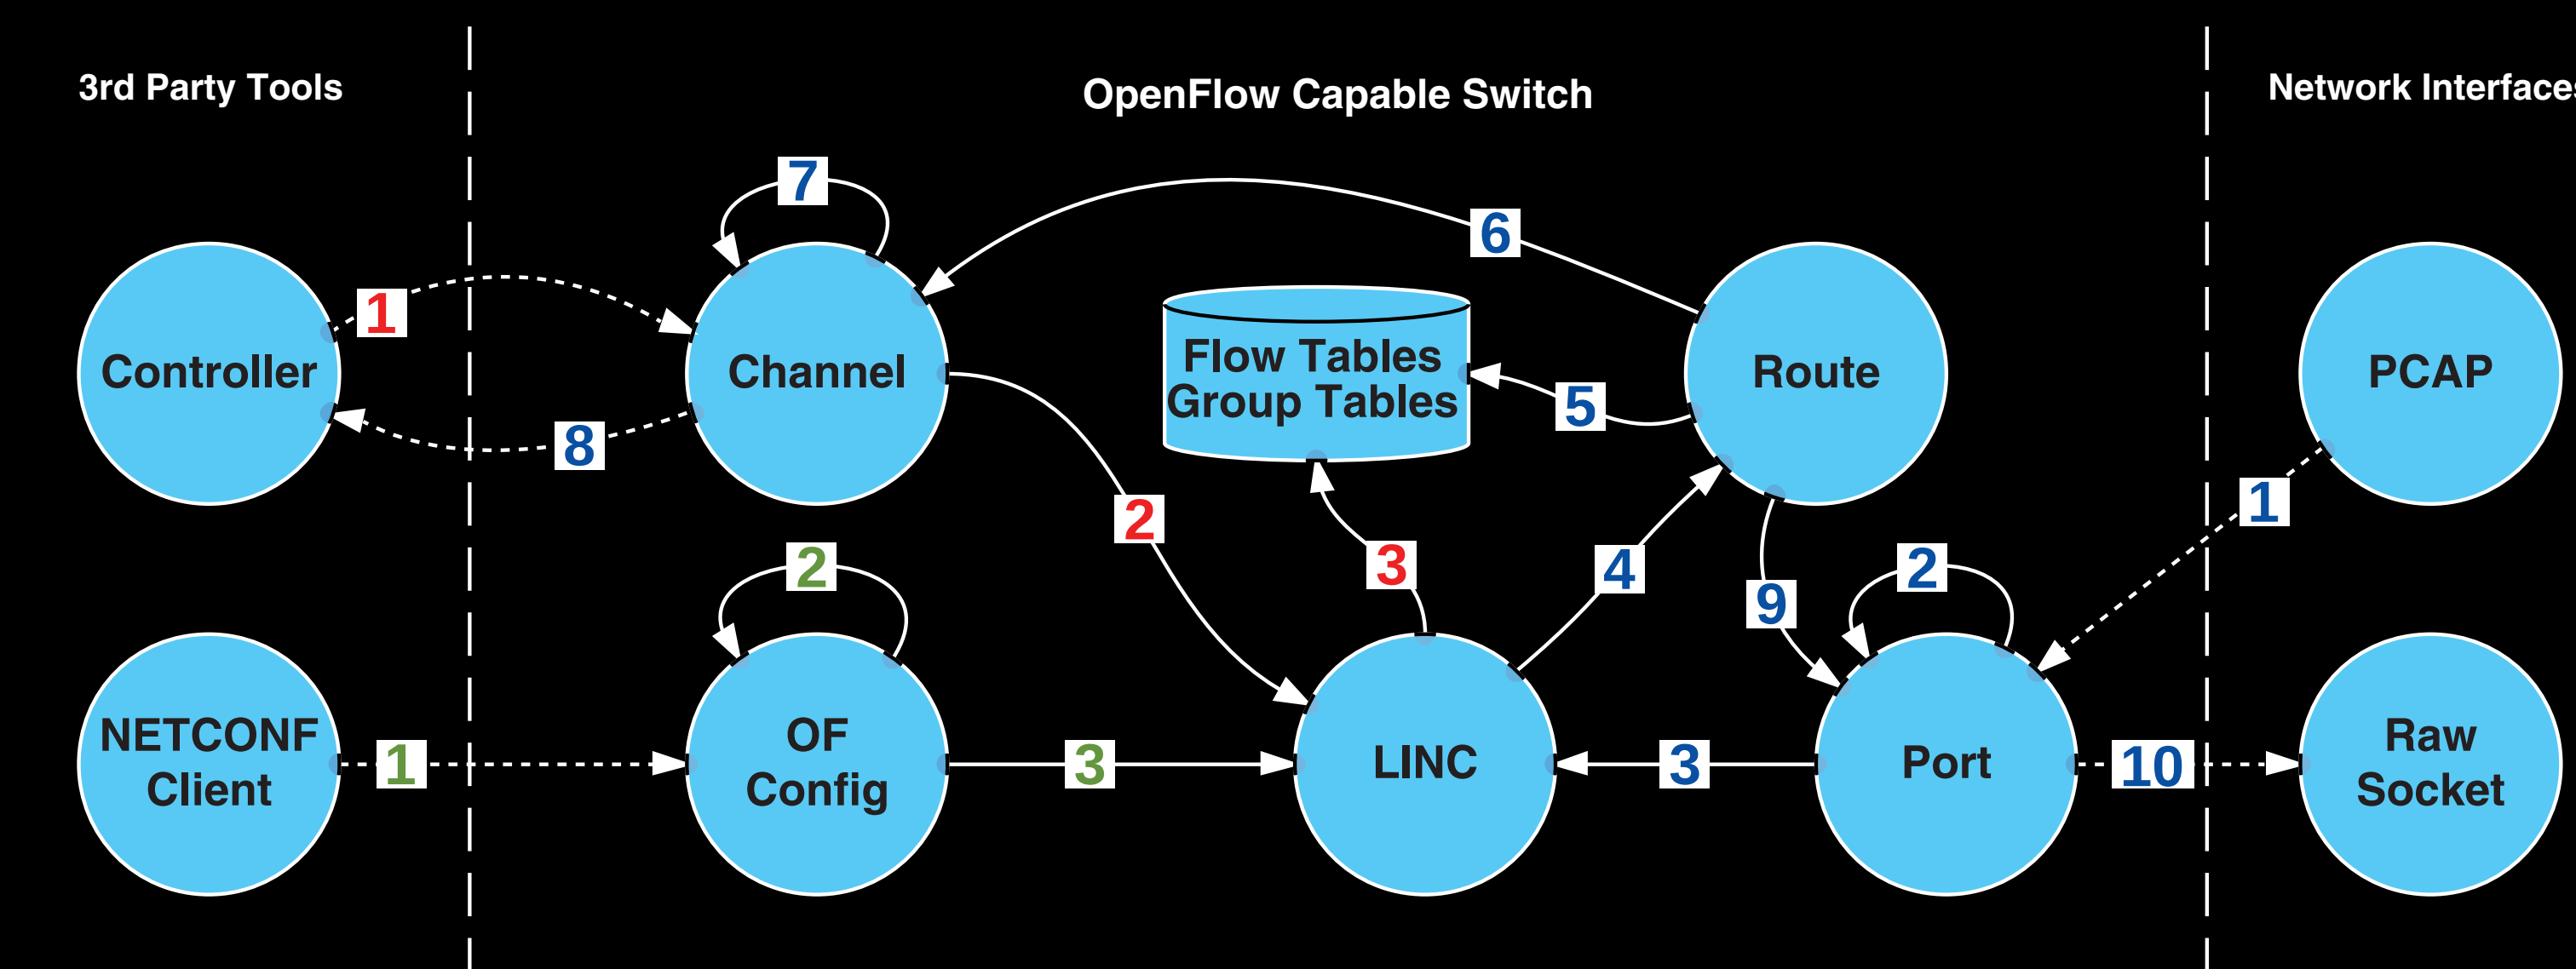 3rd Party Tools
OpenFlow Capable Switch
Network Interfaces
7
6
1
Controller
Channel
Flow Tables
Group Tables
Route
PCAP
5
8
2
1
2
3
4
2
9
NETCONF
Client
1
OF
Config
3
LINC
3
Port
10
Raw
Socket